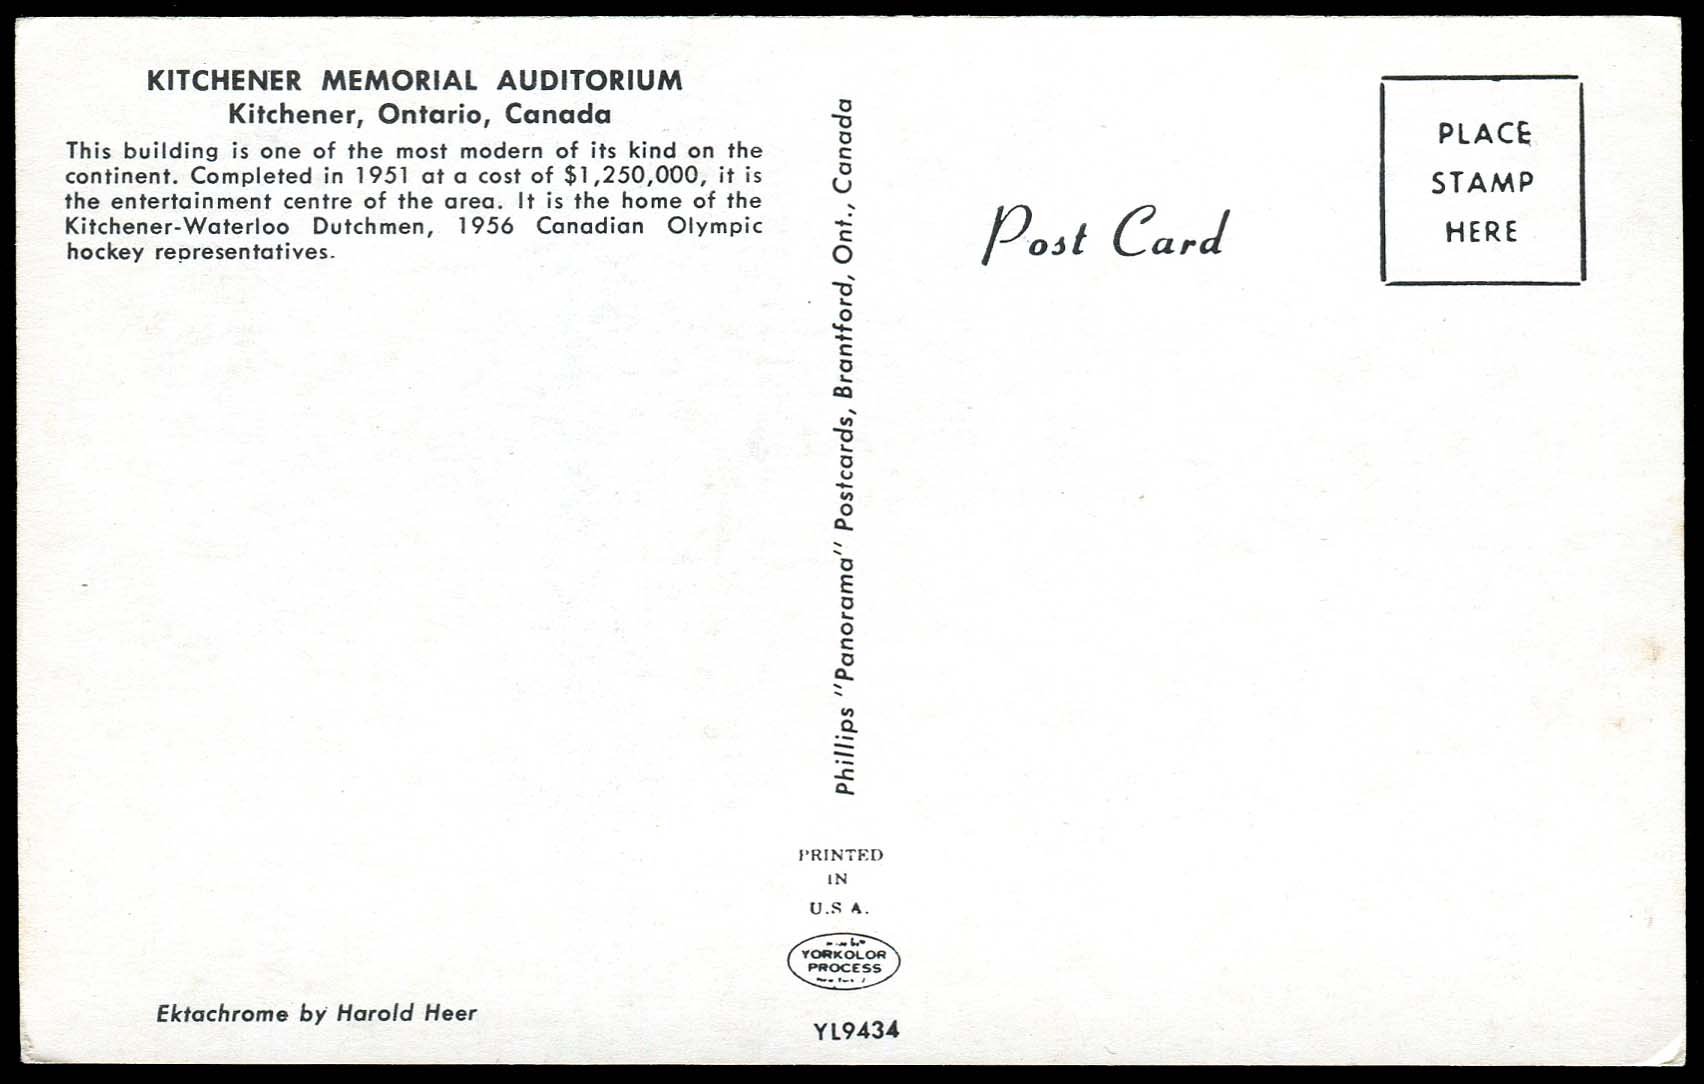 KITCHENER MEMORIAL AUDITORIUM
Kitchener, Ontario, Canada
This building is one of the most modern of its kind on the
continent. Completed in 1951 at a cost of $1,250,000, it is
the entertainment centre of the area. It is the home of the
Kitchener-Waterloo Dutchmen, 1956 Canadian Olympic
hockey representatives.
Ektachrome by Harold Heer
Phillips "Panorama" Postcards, Brantford, Ont., Canada
PRINTED
IN
U.S A.
YORKOLOR
PROCESS
YL9434
Post Card
PLACE
STAMP
HERE